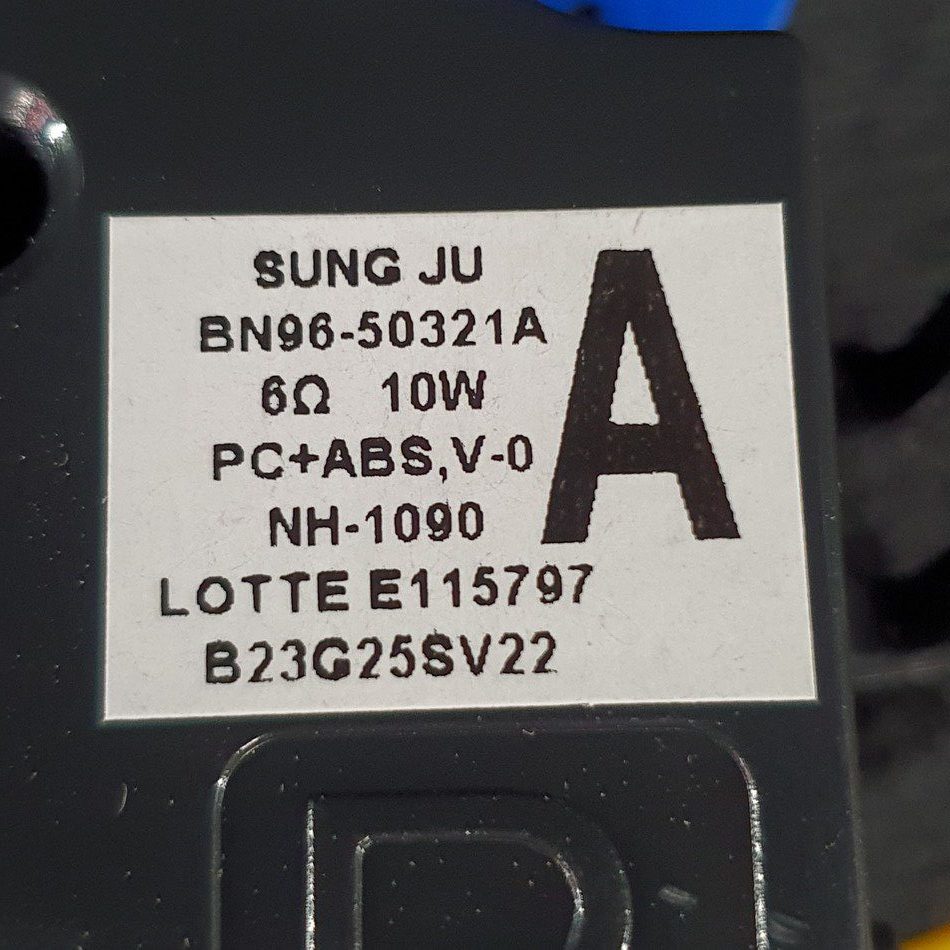 SUNG JU
BN96-50321A
6Ω 10W
PC+ABS,V-0
NH-1090
LOTTE E115797
B23G25SV22
A
R